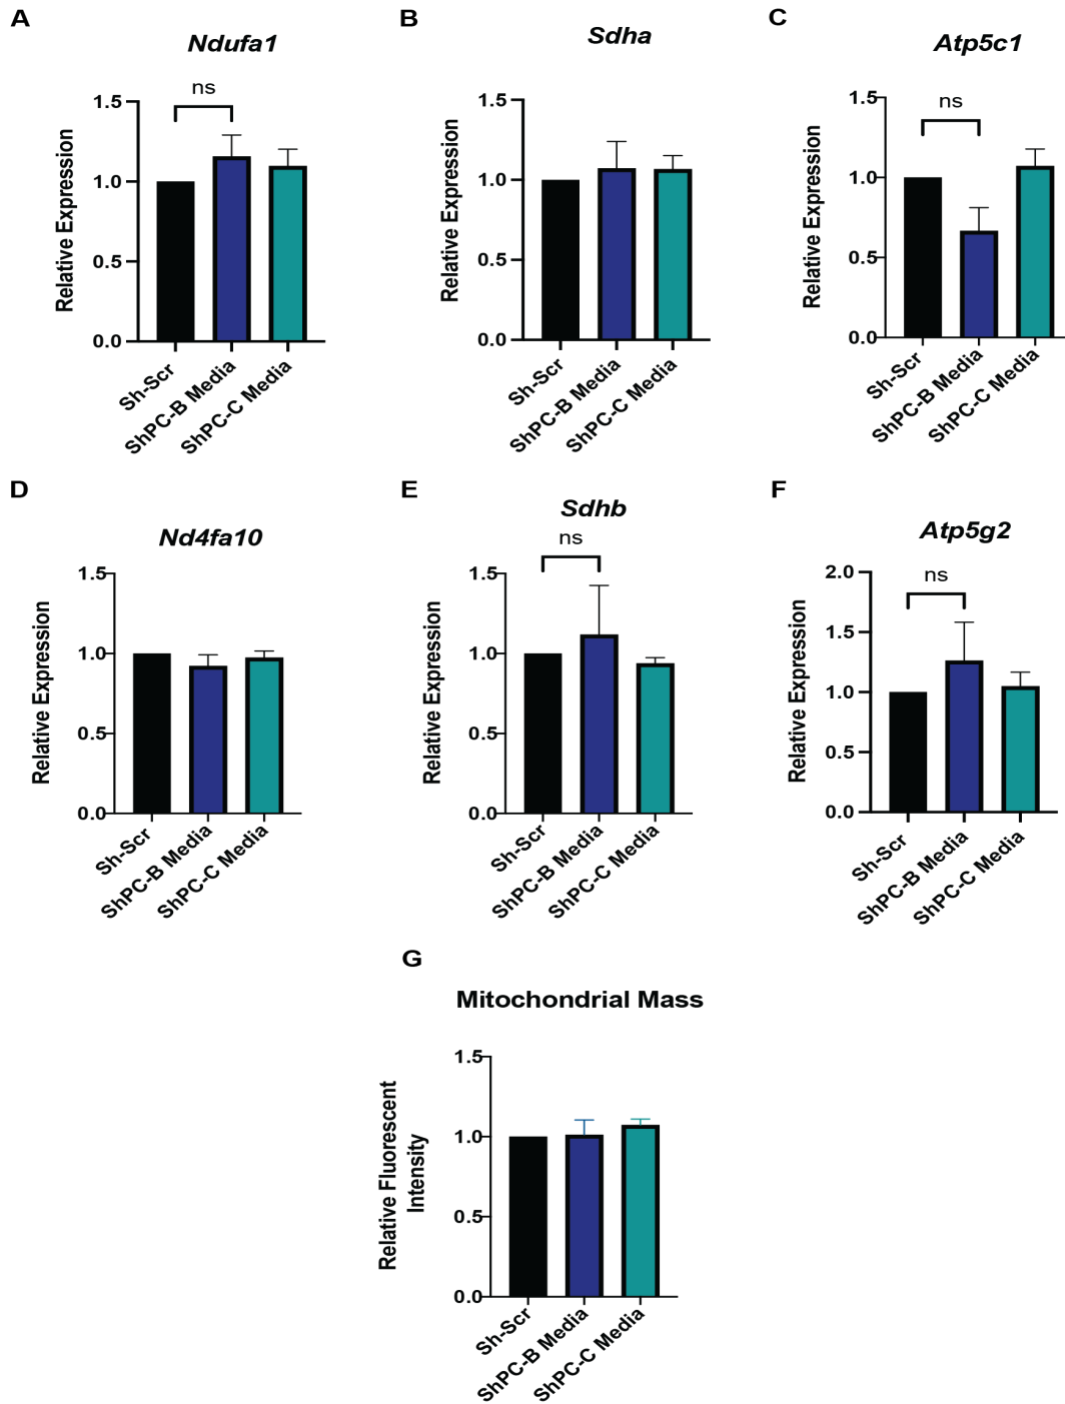 A
Ndufa1
ns
Relative Expression
1.5
1.0
0.5
0.0
Sh-Scr
ShPC-B Media
ShPC-C Media
B
Sdha
Relative Expression
1.5
1.0
0.5
0.0
Sh-Scr
ShPC-B Media
ShPC-C Media
C
Atp5c1
ns
Relative Expression
1.5
1.0
0.5
0.0
Sh-Scr
ShPC-B Media
ShPC-C Media
D
Nd4fa10
Relative Expression
1.5
1.0
0.5
0.0
Sh-Scr
ShPC-B Media
ShPC-C Media
E
Sdhb
ns
Relative Expression
1.5
1.0
0.5
0.0
Sh-Scr
ShPC-B Media
ShPC-C Media
F
Atp5g2
ns
Relative Expression
2.0
1.5
1.0
0.5
0.0
Sh-Scr
ShPC-B Media
ShPC-C Media
G
Mitochondrial Mass
Relative Fluorescent
Intensity
1.5
1.0
0.5
0.0
Sh-Scr
ShPC-B Media
ShPC-C Media